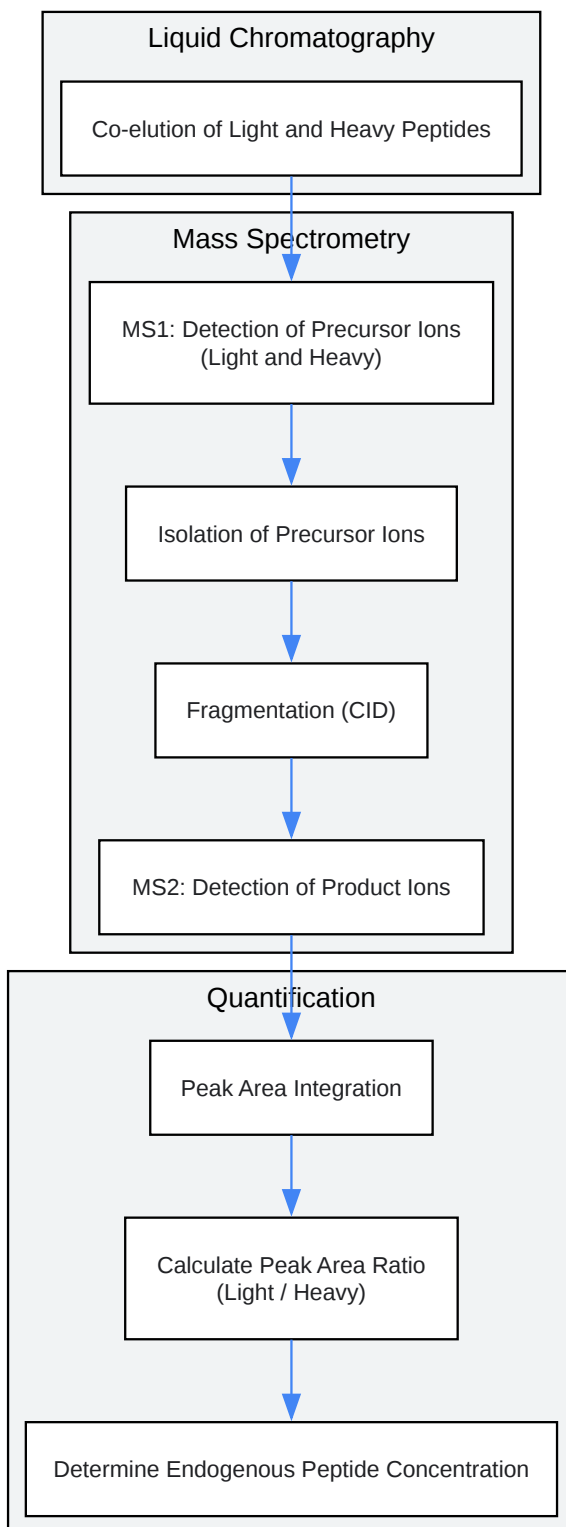 Liquid Chromatography
Co-elution of Light and Heavy Peptides
Mass Spectrometry
MS1: Detection of Precursor Ions
(Light and Heavy)
Isolation of Precursor Ions
Fragmentation (CID)
MS2: Detection of Product Ions
Quantification
Peak Area Integration
Calculate Peak Area Ratio
(Light / Heavy)
Determine Endogenous Peptide Concentration